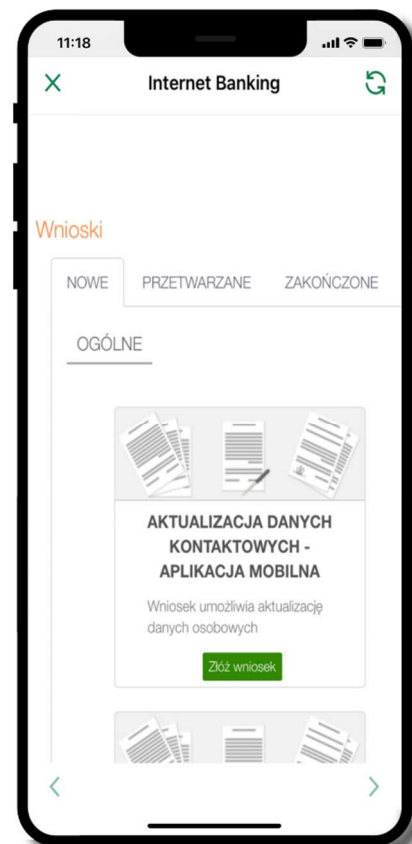 11:18
Internet Banking
Wnioski
NOWE PRZETWARZANE ZAKOŃCZONE
OGÓLNE
AKTUALIZACJA DANYCH
KONTAKTOWYCH -
APLIKACJA MOBILNA
Wniosek umożliwia aktualizację
danych osobowych
Złóż wniosek